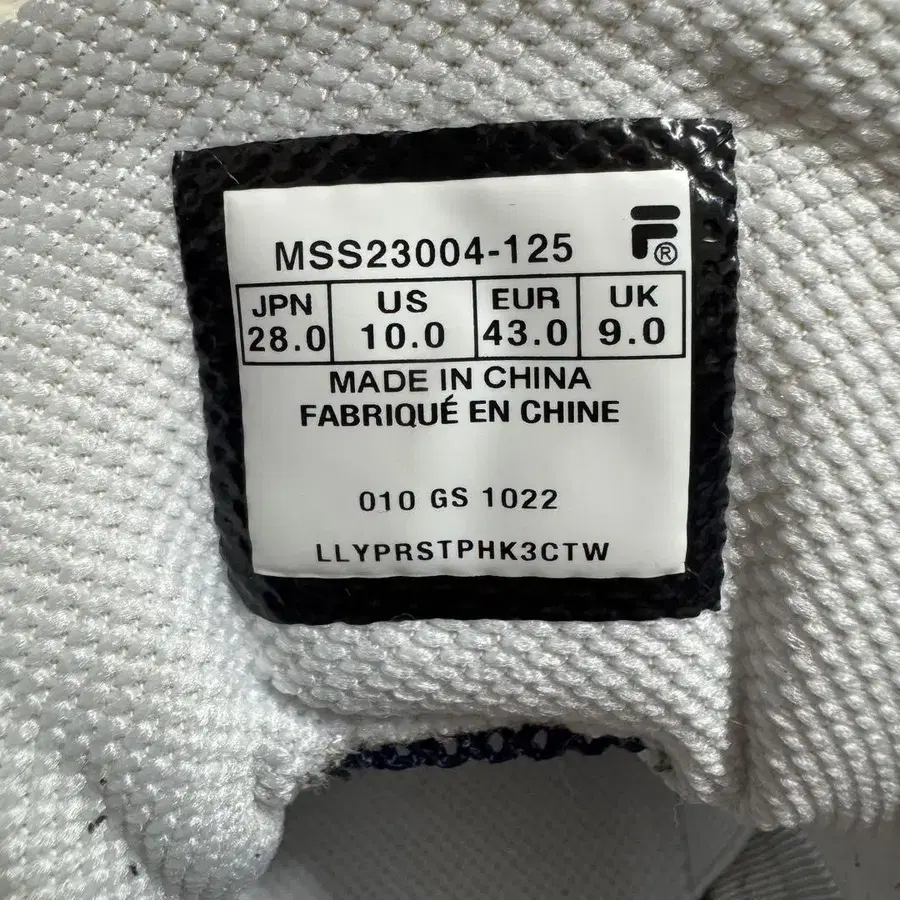 MSS23004-125
JPN US EUR UK
28.0 10.0 43.0 9.0
MADE IN CHINA
FABRIQUÉ EN CHINE
010 GS 1022
LLYPRSTPHK3CTW